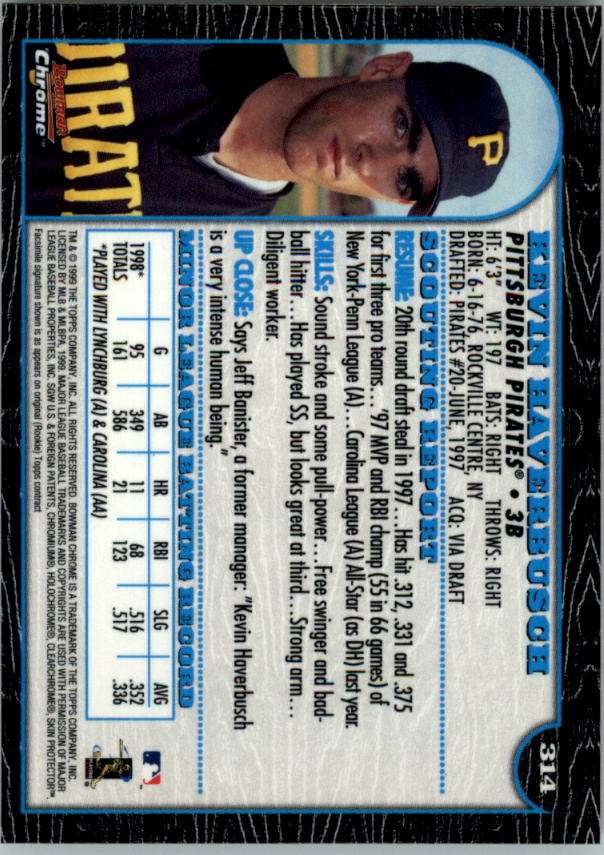 314
KEVIN HAVERBUSCH
PITTSBURGH PIRATES® • 3B
HT: 6'3" WT: 197 BATS: RIGHT THROWS: RIGHT
BORN: 6-16-76, ROCKVILLE CENTRE, NY
DRAFTED: PIRATES #20-JUNE, 1997 ACQ: VIA DRAFT
SCOUTING REPORT
RESUME: 20th round draft steal in 1997...Has hit .312, .331 and .375
for first three pro teams... '97 MVP and RBI champ (55 in 66 games) of
New York-Penn League (A)... Carolina League (A) All-Star (as DH) last year.
SKILLS: Sound stroke and some pull-power... Free swinger and bad-
ball hitter... Has played SS, but looks great at third... Strong arm...
Diligent worker.
UP CLOSE: Says Jeff Banister, a former manager: "Kevin Haverbusch
is a very intense human being."
MINOR LEAGUE BATTING RECORD
G AB HR RBI SLG AVG
1998* 95 349 11 68 .516 .352
TOTALS 161 586 21 123 .517 .336
*PLAYED WITH LYNCHBURG (A) & CAROLINA (AA)
TM & © 1999 THE TOPPS COMPANY, INC. ALL RIGHTS RESERVED. BOWMAN CHROME IS A TRADEMARK OF THE TOPPS COMPANY, INC.
LICENSED BY MLB & MLBPA, 1999. MAJOR LEAGUE BASEBALL TRADEMARKS AND COPYRIGHTS ARE USED WITH PERMISSION OF MAJOR
LEAGUE BASEBALL PROPERTIES, INC. SGW. U.S. & FOREIGN PATENTS, CHROMIUM®, HOLOCHROME®, CLEARCHROME®, SKIN PROTECTOR™
Facsimile signature shown is as appears on original (Rookie) Topps contract
P
PIRAT
Bowman
Chrome™